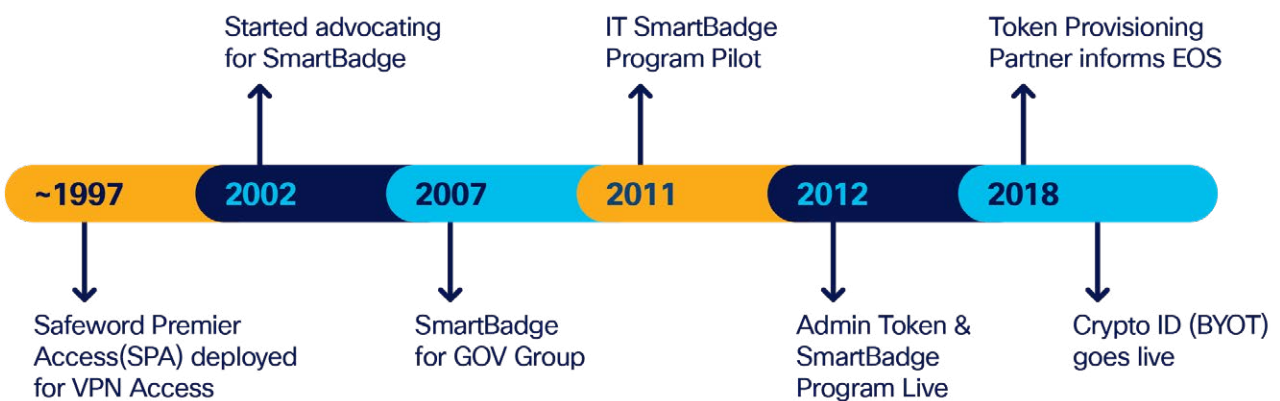 Started advocating
for SmartBadge
IT SmartBadge
Program Pilot
Token Provisioning
Partner informs EOS
~1997
2002
2007
2011
2012
2018
Safeword Premier
Access(SPA) deployed
for VPN Access
SmartBadge
for GOV Group
Admin Token &
SmartBadge
Program Live
Crypto ID (BYOT)
goes live